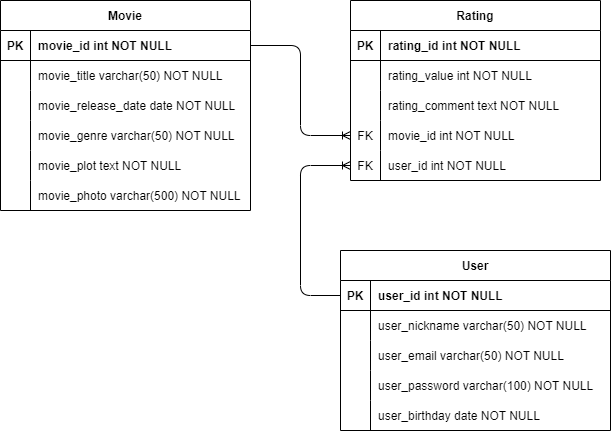 Movie
PK movie_id int NOT NULL
movie_title varchar(50) NOT NULL
movie_release_date date NOT NULL
movie_genre varchar(50) NOT NULL
movie_plot text NOT NULL
movie_photo varchar(500) NOT NULL
Rating
PK rating_id int NOT NULL
rating_value int NOT NULL
rating_comment text NOT NULL
FK movie_id int NOT NULL
FK user_id int NOT NULL
User
PK user_id int NOT NULL
user_nickname varchar(50) NOT NULL
user_email varchar(50) NOT NULL
user_password varchar(100) NOT NULL
user_birthday date NOT NULL